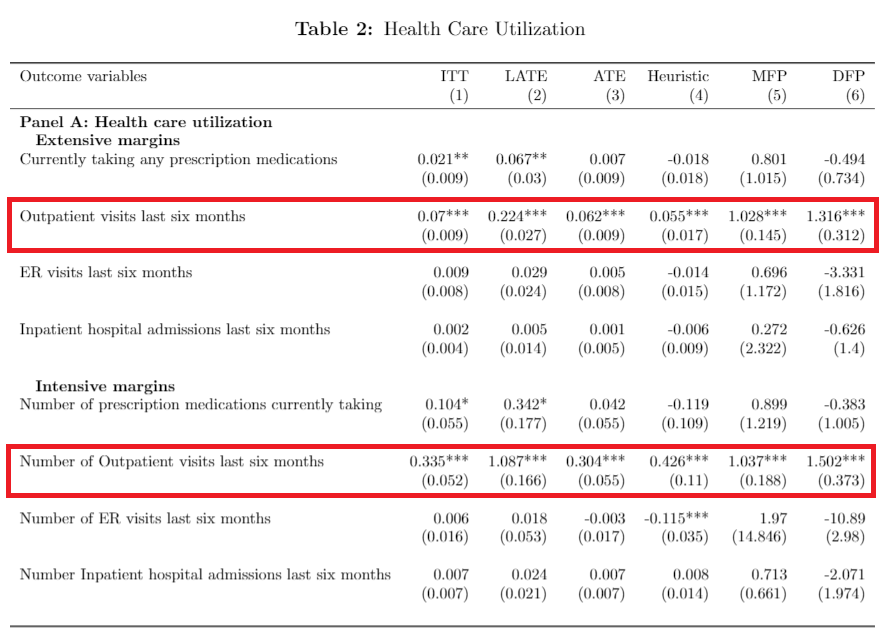 Table 2: Health Care Utilization
Outcome variables ITT LATE ATE Heuristic MFP DFP
(1) (2) (3) (4) (5) (6)
Panel A: Health care utilization
Extensive margins
Currently taking any prescription medications 0.021** 0.067** 0.007 -0.018 0.801 -0.494
(0.009) (0.03) (0.009) (0.018) (1.015) (0.734)
Outpatient visits last six months 0.07*** 0.224*** 0.062*** 0.055*** 1.028*** 1.316***
(0.009) (0.027) (0.009) (0.017) (0.145) (0.312)
ER visits last six months 0.009 0.029 0.005 -0.014 0.696 -3.331
(0.008) (0.024) (0.008) (0.015) (1.172) (1.816)
Inpatient hospital admissions last six months 0.002 0.005 0.001 -0.006 0.272 -0.626
(0.004) (0.014) (0.005) (0.009) (2.322) (1.4)
Intensive margins
Number of prescription medications currently taking 0.104* 0.342* 0.042 -0.119 0.899 -0.383
(0.055) (0.177) (0.055) (0.109) (1.219) (1.005)
Number of Outpatient visits last six months 0.335*** 1.087*** 0.304*** 0.426*** 1.037*** 1.502***
(0.052) (0.166) (0.055) (0.11) (0.188) (0.373)
Number of ER visits last six months 0.006 0.018 -0.003 -0.115*** 1.97 -10.89
(0.016) (0.053) (0.017) (0.035) (14.846) (2.98)
Number Inpatient hospital admissions last six months 0.007 0.024 0.007 0.008 0.713 -2.071
(0.007) (0.021) (0.007) (0.014) (0.661) (1.974)